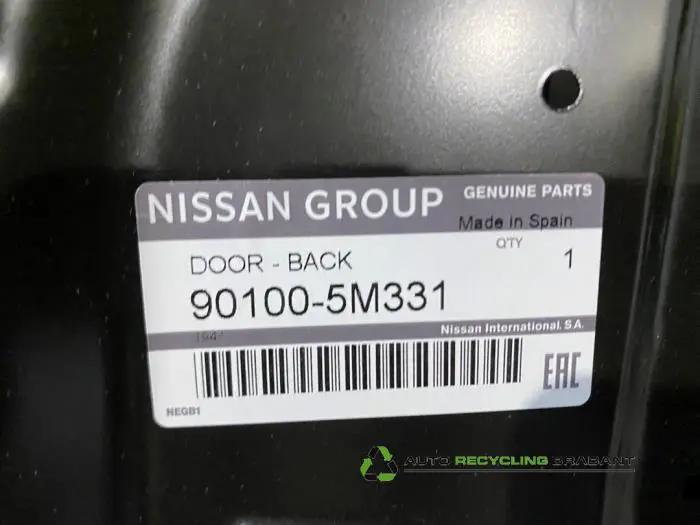 NISSAN GROUP GENUINE PARTS
Made in Spain
DOOR - BACK QTY 1
90100-5M331
Nissan International. S.A.
HEGB1
EAC
AUTO RECYCLING BRABANT